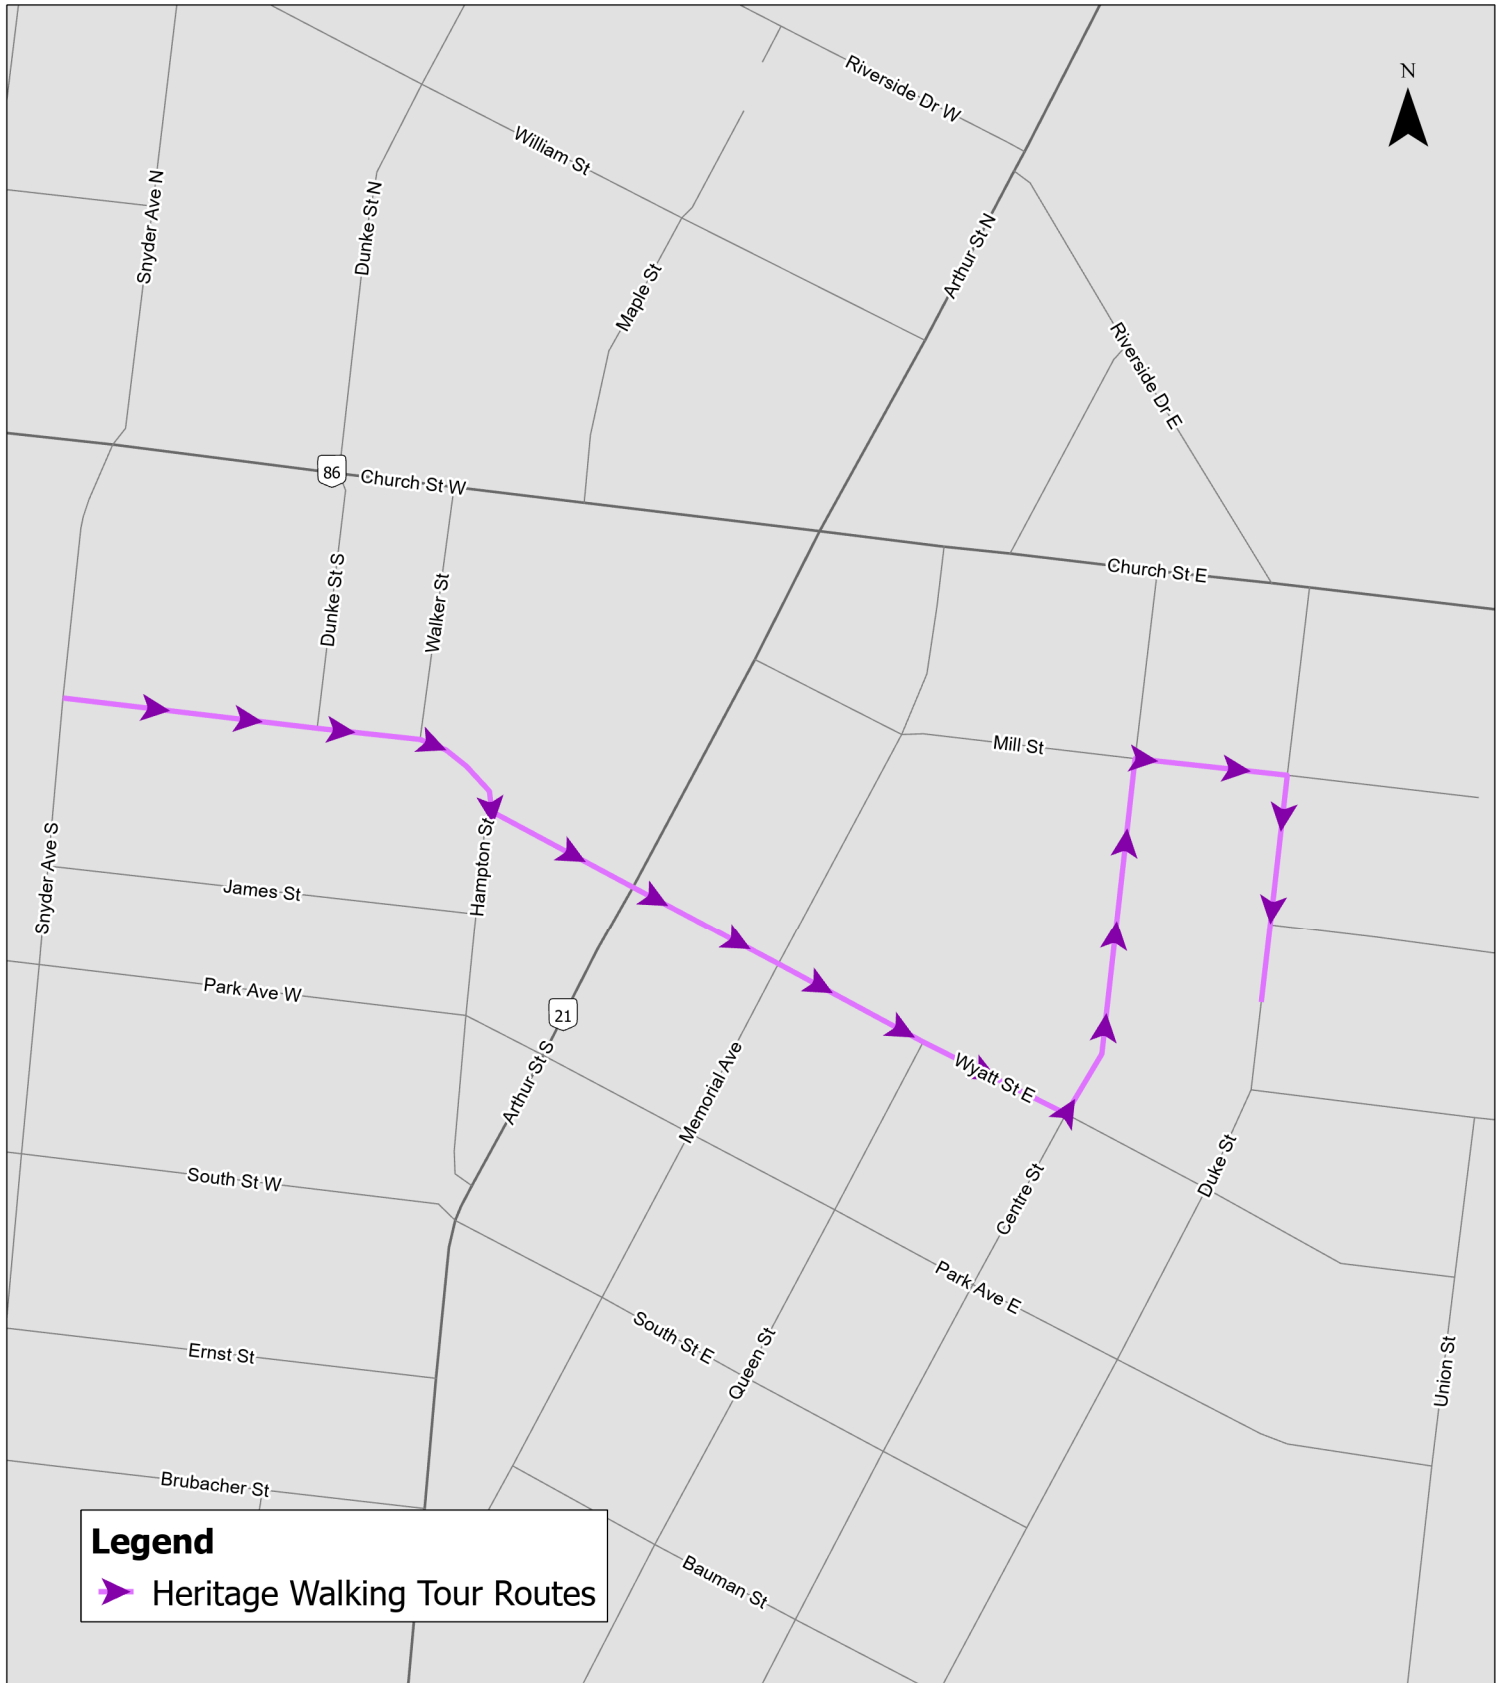 N
Riverside Dr W
William St
Snyder Ave N
Dunke St N
Arthur St N
Maple St
Riverside Dr E
86
Church St W
Church St E
Dunke St S
Walker St
Mill St
Snyder Ave S
Hampton St
James St
Park Ave W
21
Arthur St S
Memorial Ave
Wyatt St E
Centre St
Duke St
South St W
Park Ave E
South St E
Queen St
Ernst St
Union St
Brubacher St
Bauman St
Legend
Heritage Walking Tour Routes